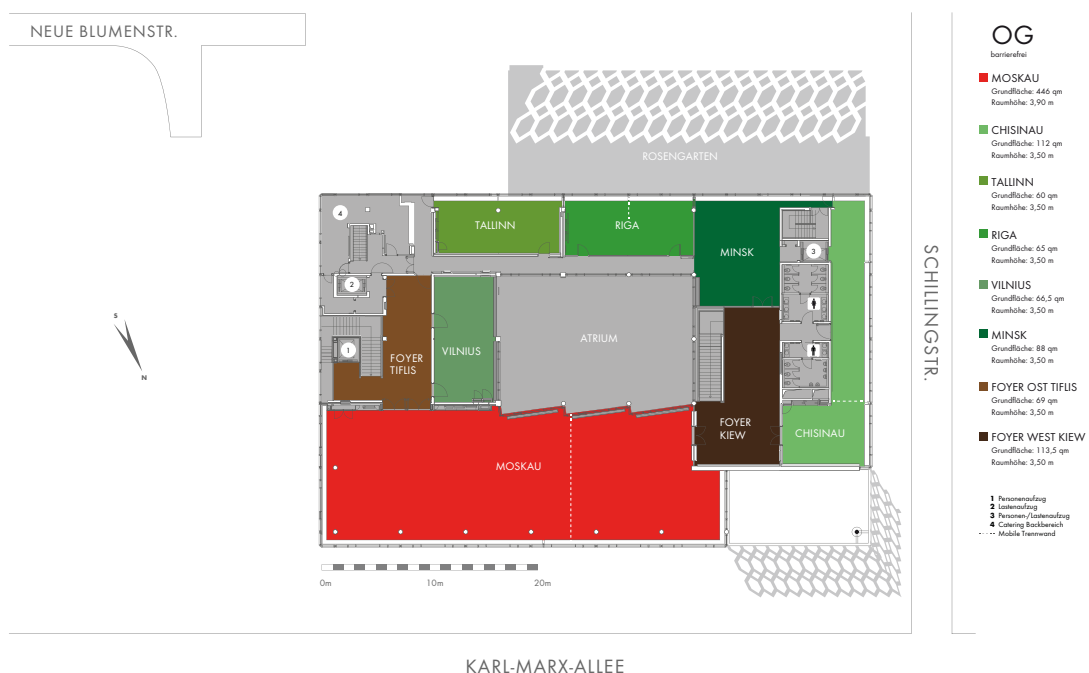 NEUE BLUMENSTR.
ROSENGARTEN
4
TALLINN
RIGA
MINSK
3
2
1
FOYER
TIFLIS
VILNIUS
ATRIUM
FOYER
KIEW
CHISINAU
MOSKAU
S
N
0m
10m
20m
SCHILLINGSTR.
KARL-MARX-ALLEE
OG
barrierefrei
MOSKAU
Grundfläche: 446 qm
Raumhöhe: 3,90 m
CHISINAU
Grundfläche: 112 qm
Raumhöhe: 3,50 m
TALLINN
Grundfläche: 60 qm
Raumhöhe: 3,50 m
RIGA
Grundfläche: 65 qm
Raumhöhe: 3,50 m
VILNIUS
Grundfläche: 66,5 qm
Raumhöhe: 3,50 m
MINSK
Grundfläche: 88 qm
Raumhöhe: 3,50 m
FOYER OST TIFLIS
Grundfläche: 69 qm
Raumhöhe: 3,50 m
FOYER WEST KIEW
Grundfläche: 113,5 qm
Raumhöhe: 3,50 m
1 Personenaufzug
2 Lastenaufzug
3 Personen-/Lastenaufzug
4 Catering Backbereich
Mobile Trennwand